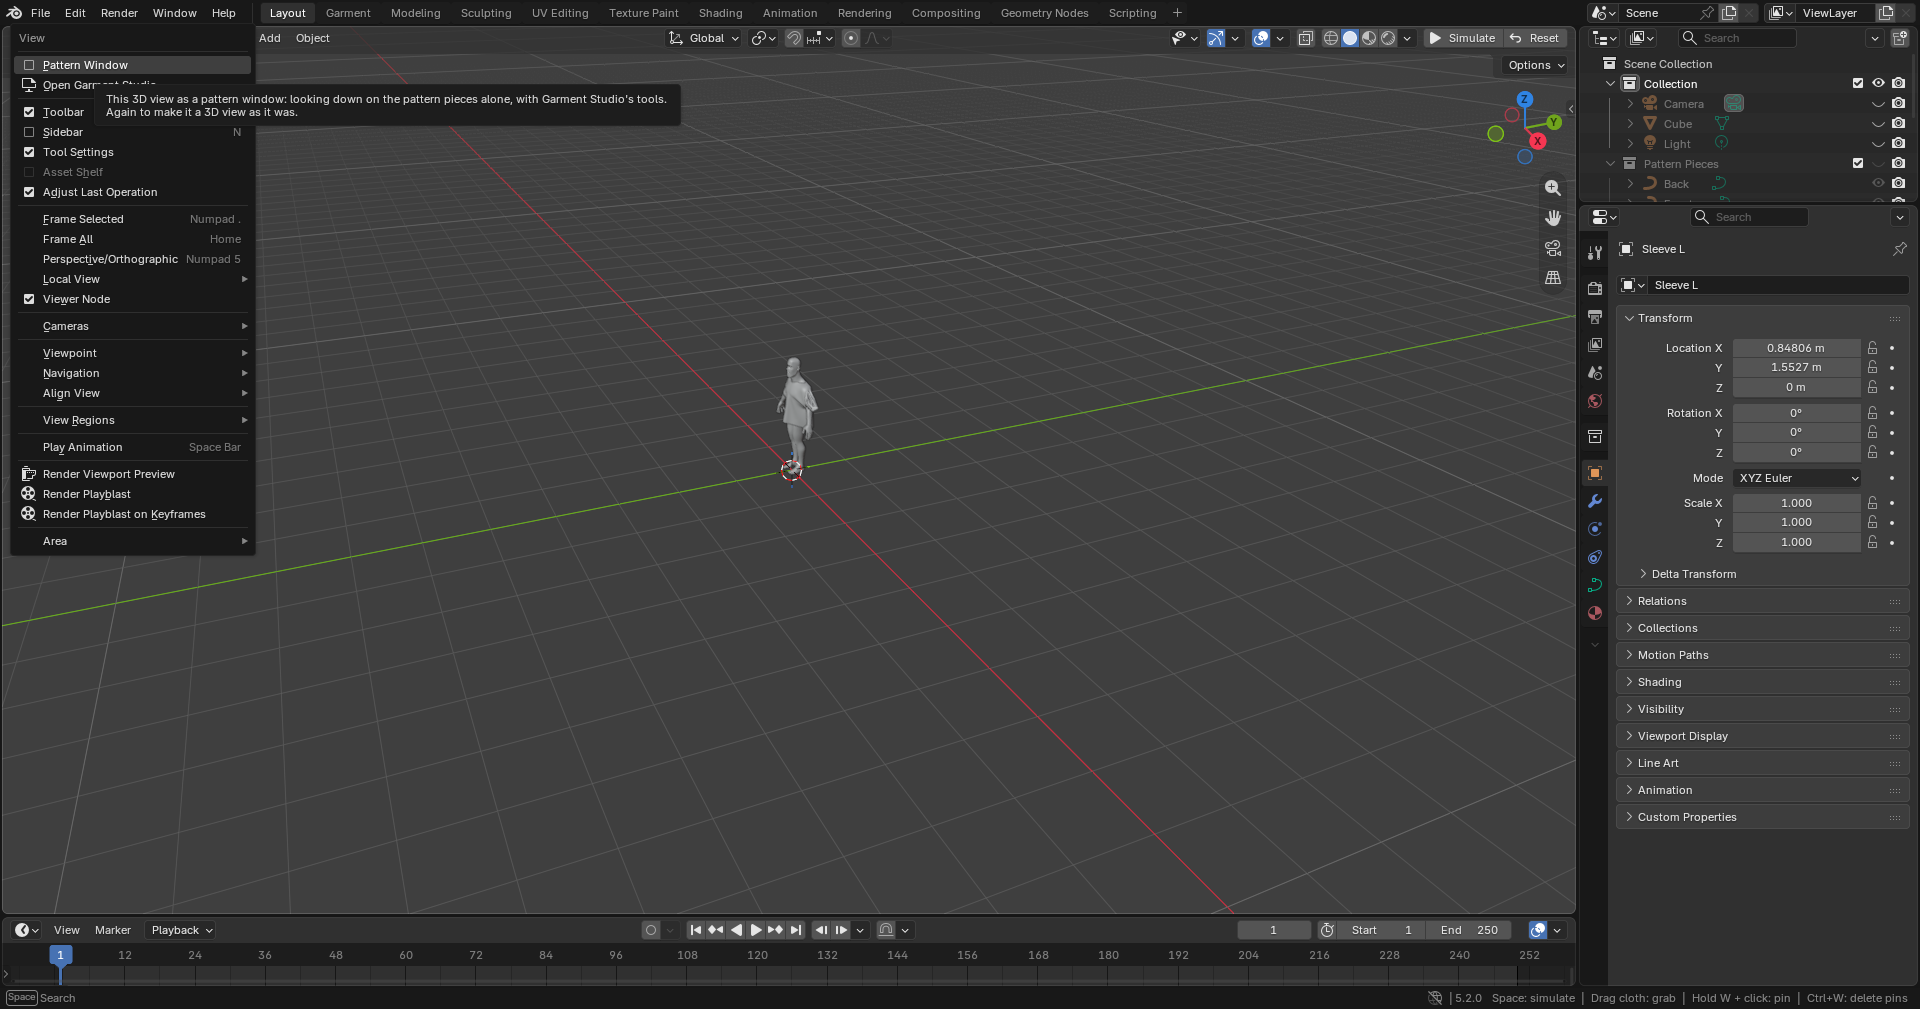 File Edit Render Window Help Layout Garment Modeling Sculpting UV Editing Texture Paint Shading Animation Rendering Compositing Geometry Nodes Scripting + Scene ViewLayer
View Add Object Global Simulate Reset Search
Options
Pattern Window
Open Garment Studio
This 3D view as a pattern window: looking down on the pattern pieces alone, with Garment Studio's tools.
Again to make it a 3D view as it was.
Toolbar
Sidebar N
Tool Settings
Asset Shelf
Adjust Last Operation
Frame Selected Numpad .
Frame All Home
Perspective/Orthographic Numpad 5
Local View
Viewer Node
Cameras
Viewpoint
Navigation
Align View
View Regions
Play Animation Space Bar
Render Viewport Preview
Render Playblast
Render Playblast on Keyframes
Area
Z
Y
X
Scene Collection
Collection
Camera
Cube
Light
Pattern Pieces
Back
Search
Sleeve L
Sleeve L
Transform
Location X 0.84806 m
Y 1.5527 m
Z 0 m
Rotation X 0°
Y 0°
Z 0°
Mode XYZ Euler
Scale X 1.000
Y 1.000
Z 1.000
Delta Transform
Relations
Collections
Motion Paths
Shading
Visibility
Viewport Display
Line Art
Animation
Custom Properties
View Marker Playback 1 Start 1 End 250
1 12 24 36 48 60 72 84 96 108 120 132 144 156 168 180 192 204 216 228 240 252
Space Search 5.2.0 Space: simulate | Drag cloth: grab | Hold W + click: pin | Ctrl+W: delete pins